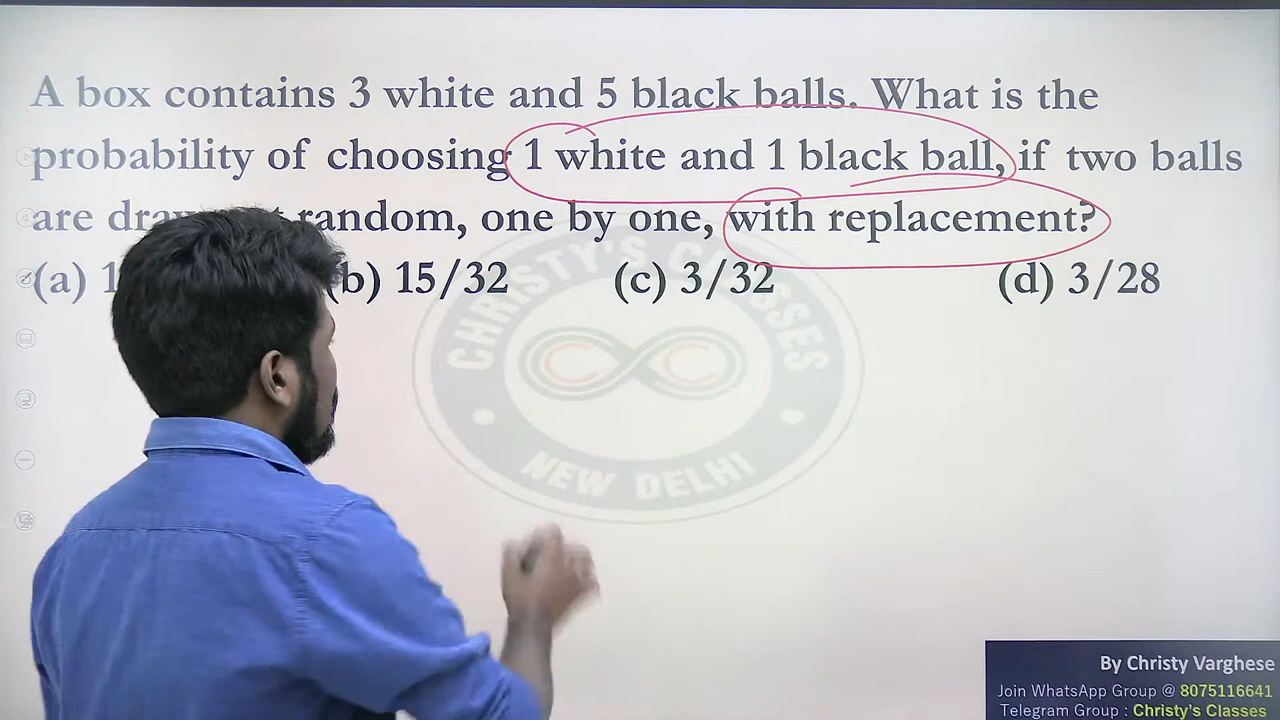 A box contains 3 white and 5 black balls. What is the
probability of choosing 1 white and 1 black ball, if two balls
are random, one by one, with replacement?
(a) (b) 15/32 (c) 3/32 (d) 3/28
CHRISTY'S CLASSES
NEW DELHI
By Christy Varghese
Join WhatsApp Group @ 8075116641
Telegram Group : Christy's Classes